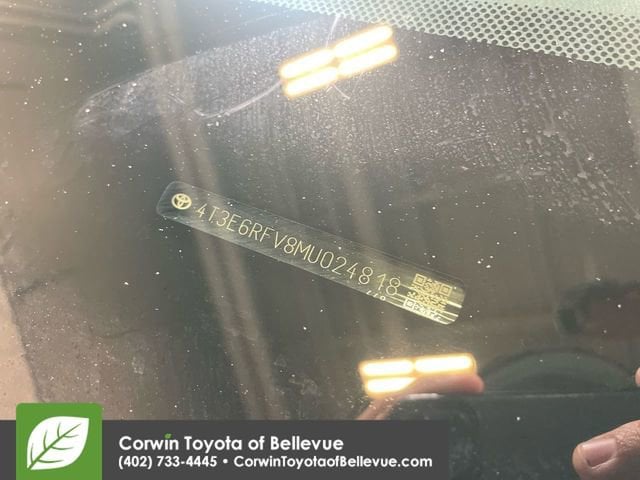 4T3E6RFV8MU024818
Corwin Toyota of Bellevue
(402) 733-4445 • CorwinToyotaofBellevue.com